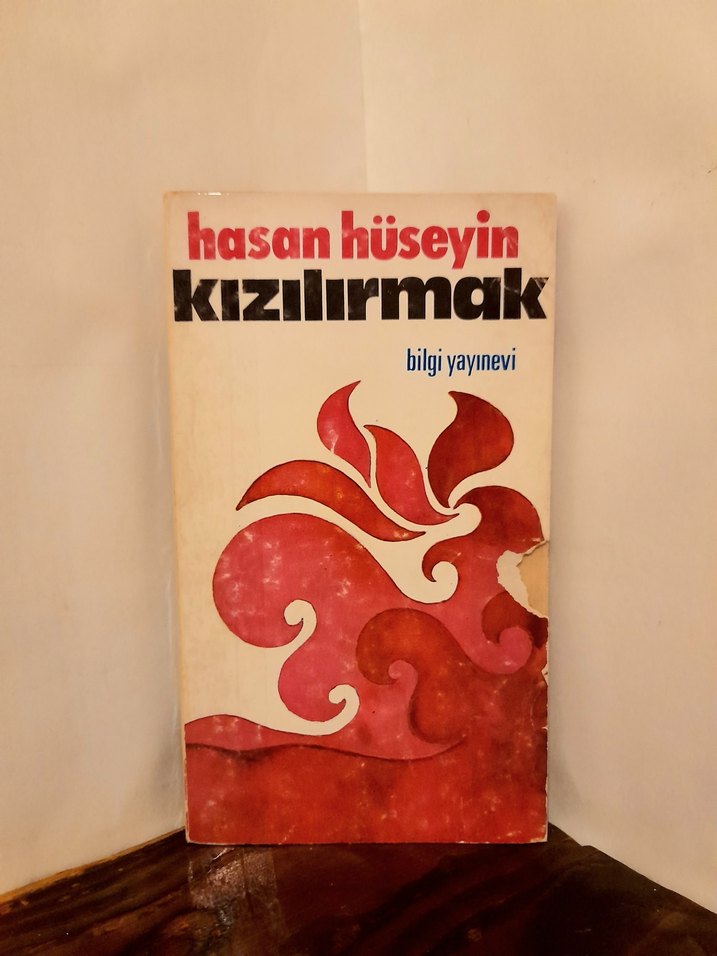 hasan hüseyin
kızılırmak
bilgi yayınevi